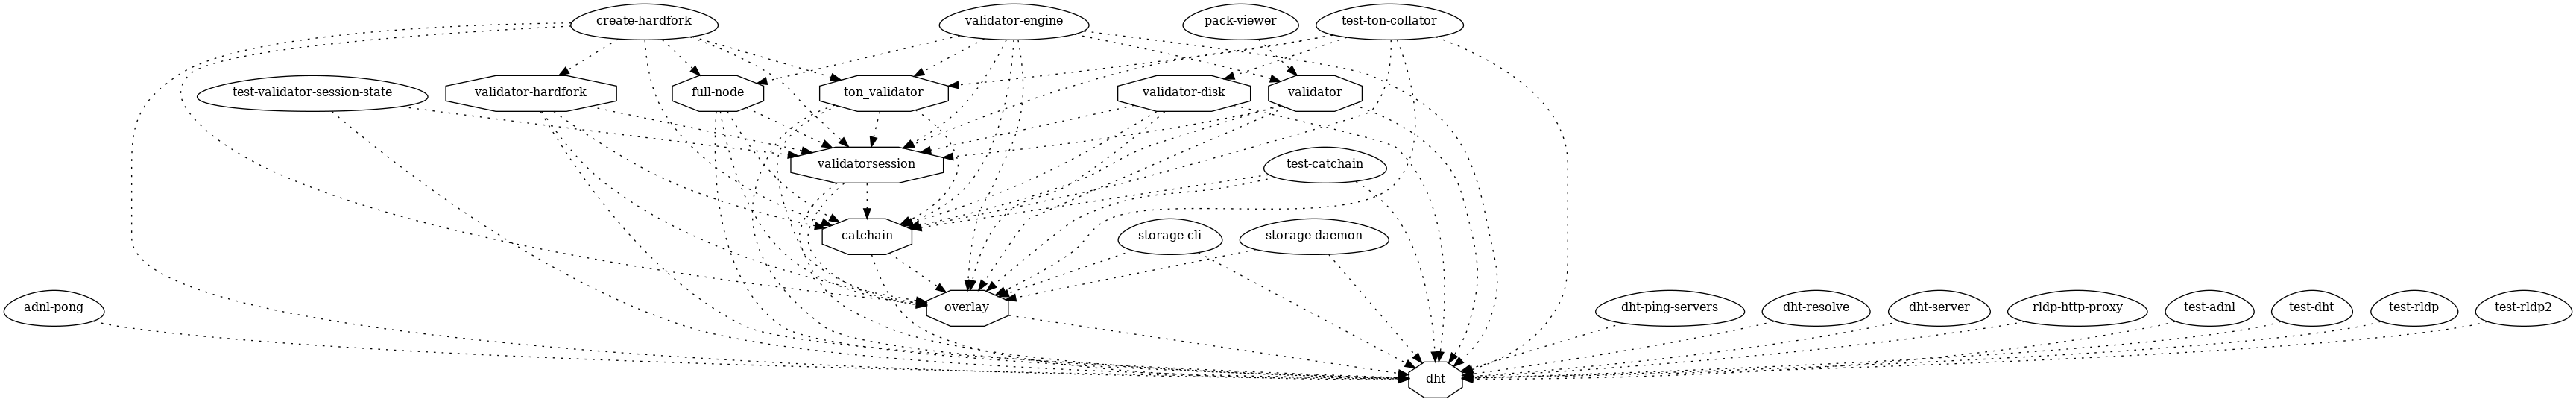 create-hardfork
validator-engine
pack-viewer
test-ton-collator
test-validator-session-state
validator-hardfork
full-node
ton_validator
validator-disk
validator
validatorsession
test-catchain
catchain
storage-cli
storage-daemon
adnl-pong
overlay
dht-ping-servers
dht-resolve
dht-server
rldp-http-proxy
test-adnl
test-dht
test-rldp
test-rldp2
dht